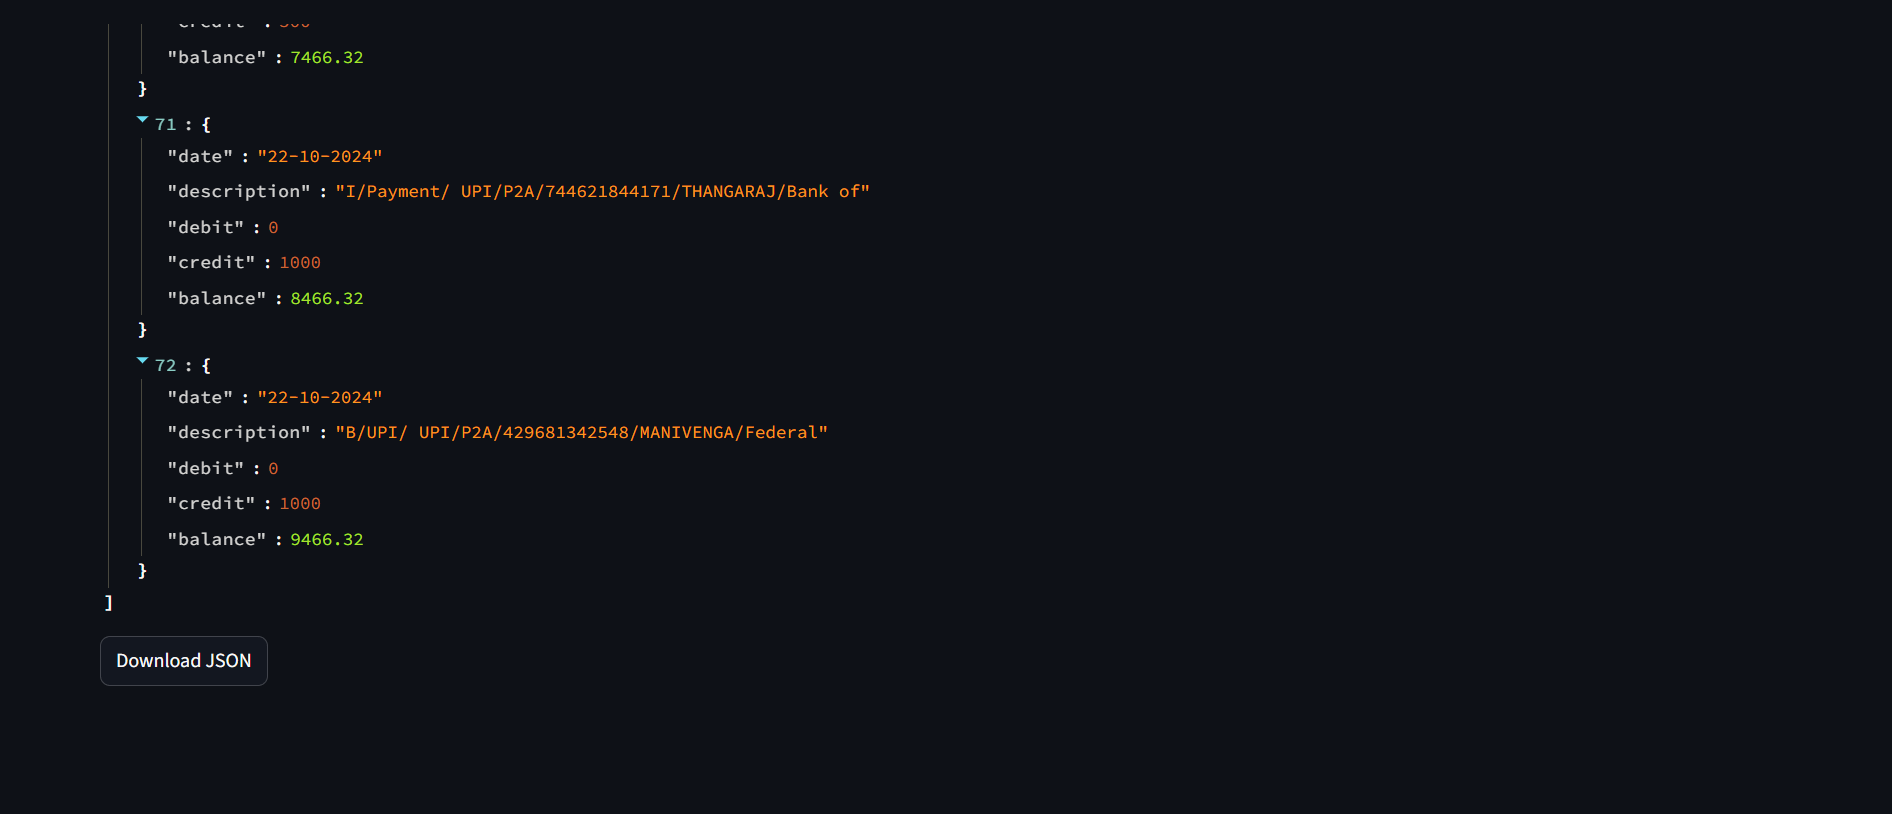 "credit" : 500
"balance" : 7466.32
}
71 : {
"date" : "22-10-2024"
"description" : "I/Payment/ UPI/P2A/744621844171/THANGARAJ/Bank of"
"debit" : 0
"credit" : 1000
"balance" : 8466.32
}
72 : {
"date" : "22-10-2024"
"description" : "B/UPI/ UPI/P2A/429681342548/MANIVENGA/Federal"
"debit" : 0
"credit" : 1000
"balance" : 9466.32
}
]
Download JSON